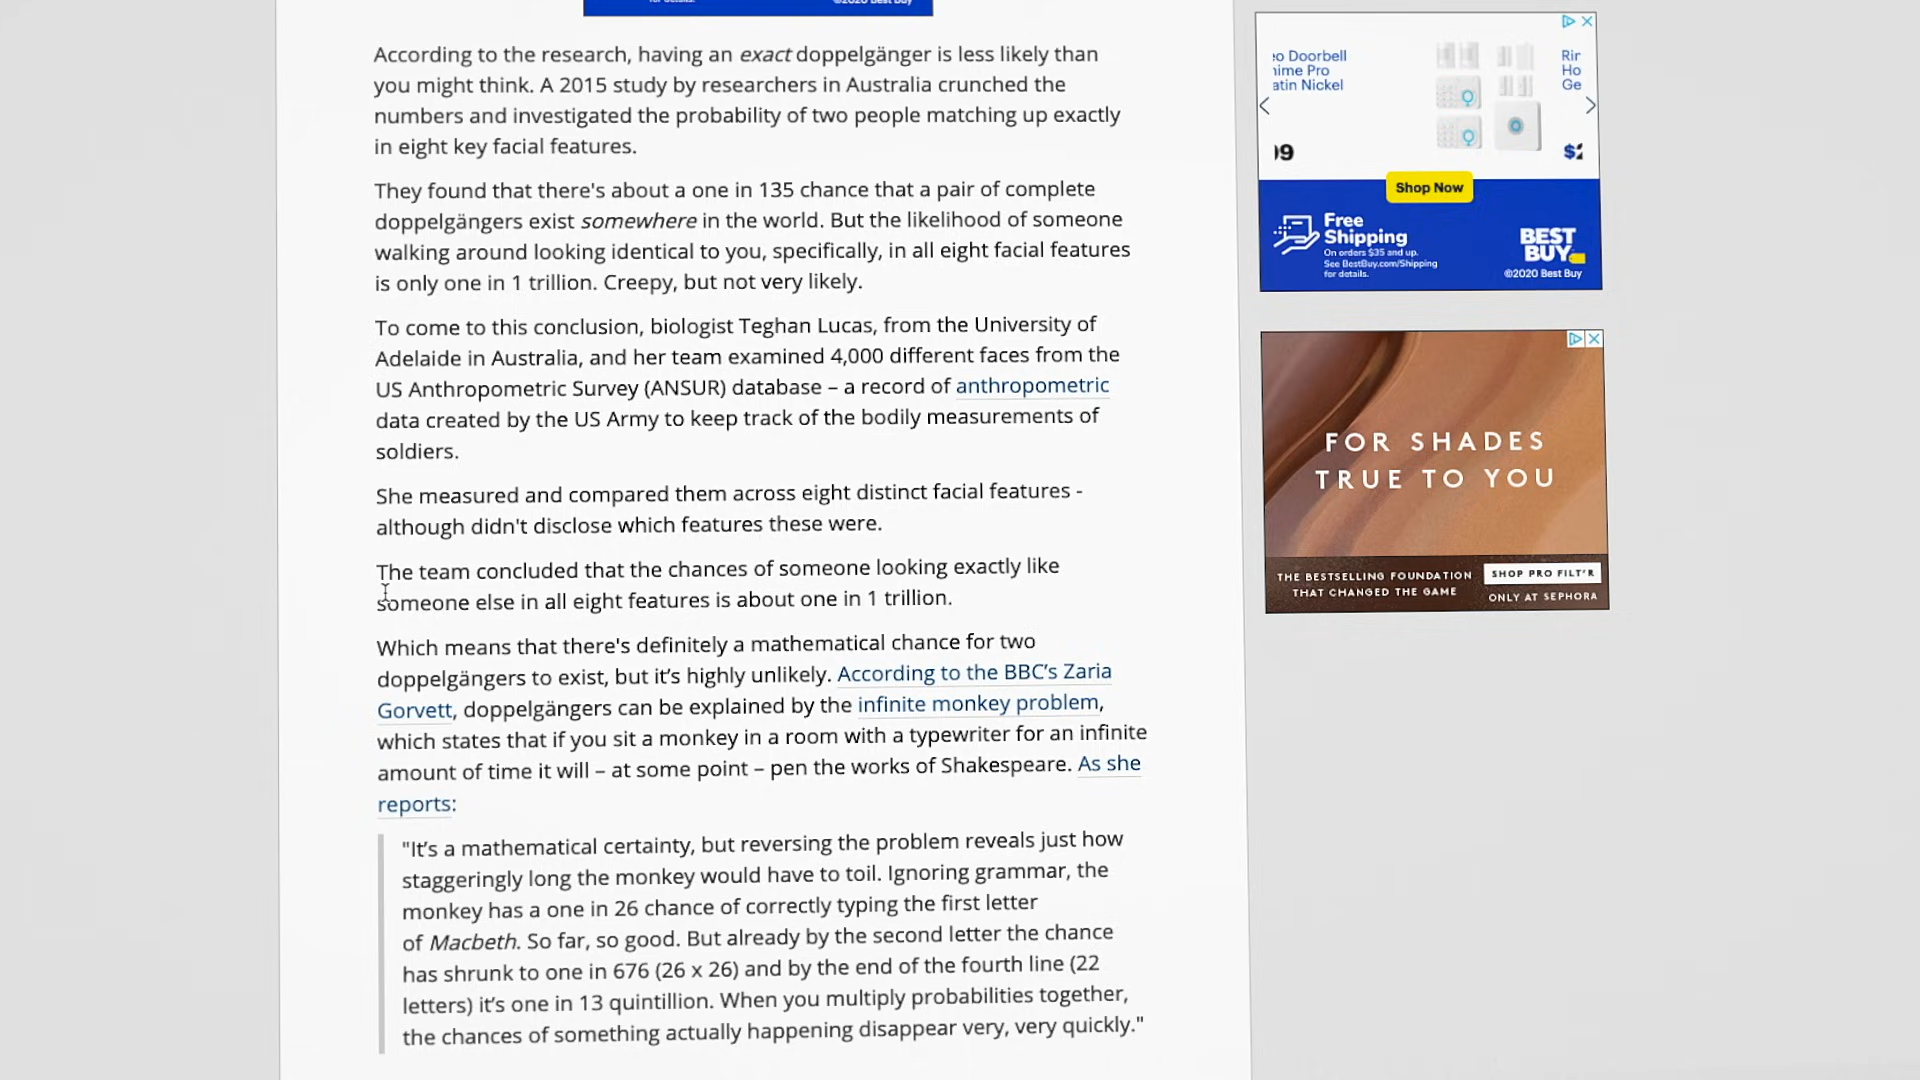 for details.
©2020 Best Buy
According to the research, having an exact doppelgänger is less likely than
you might think. A 2015 study by researchers in Australia crunched the
numbers and investigated the probability of two people matching up exactly
in eight key facial features.
They found that there's about a one in 135 chance that a pair of complete
doppelgängers exist somewhere in the world. But the likelihood of someone
walking around looking identical to you, specifically, in all eight facial features
is only one in 1 trillion. Creepy, but not very likely.
To come to this conclusion, biologist Teghan Lucas, from the University of
Adelaide in Australia, and her team examined 4,000 different faces from the
US Anthropometric Survey (ANSUR) database – a record of anthropometric
data created by the US Army to keep track of the bodily measurements of
soldiers.
She measured and compared them across eight distinct facial features -
although didn't disclose which features these were.
The team concluded that the chances of someone looking exactly like
someone else in all eight features is about one in 1 trillion.
Which means that there's definitely a mathematical chance for two
doppelgängers to exist, but it’s highly unlikely. According to the BBC’s Zaria
Gorvett, doppelgängers can be explained by the infinite monkey problem,
which states that if you sit a monkey in a room with a typewriter for an infinite
amount of time it will – at some point – pen the works of Shakespeare. As she
reports:
"It’s a mathematical certainty, but reversing the problem reveals just how
staggeringly long the monkey would have to toil. Ignoring grammar, the
monkey has a one in 26 chance of correctly typing the first letter
of Macbeth. So far, so good. But already by the second letter the chance
has shrunk to one in 676 (26 x 26) and by the end of the fourth line (22
letters) it’s one in 13 quintillion. When you multiply probabilities together,
the chances of something actually happening disappear very, very quickly."
eo Doorbell
hime Pro
atin Nickel
Rir
Ho
Ge
99
Shop Now
Free
Shipping
On orders $35 and up.
See BestBuy.com/Shipping
for details.
BEST
BUY
©2020 Best Buy
FOR SHADES
TRUE TO YOU
THE BESTSELLING FOUNDATION
THAT CHANGED THE GAME
SHOP PRO FILT'R
ONLY AT SEPHORA